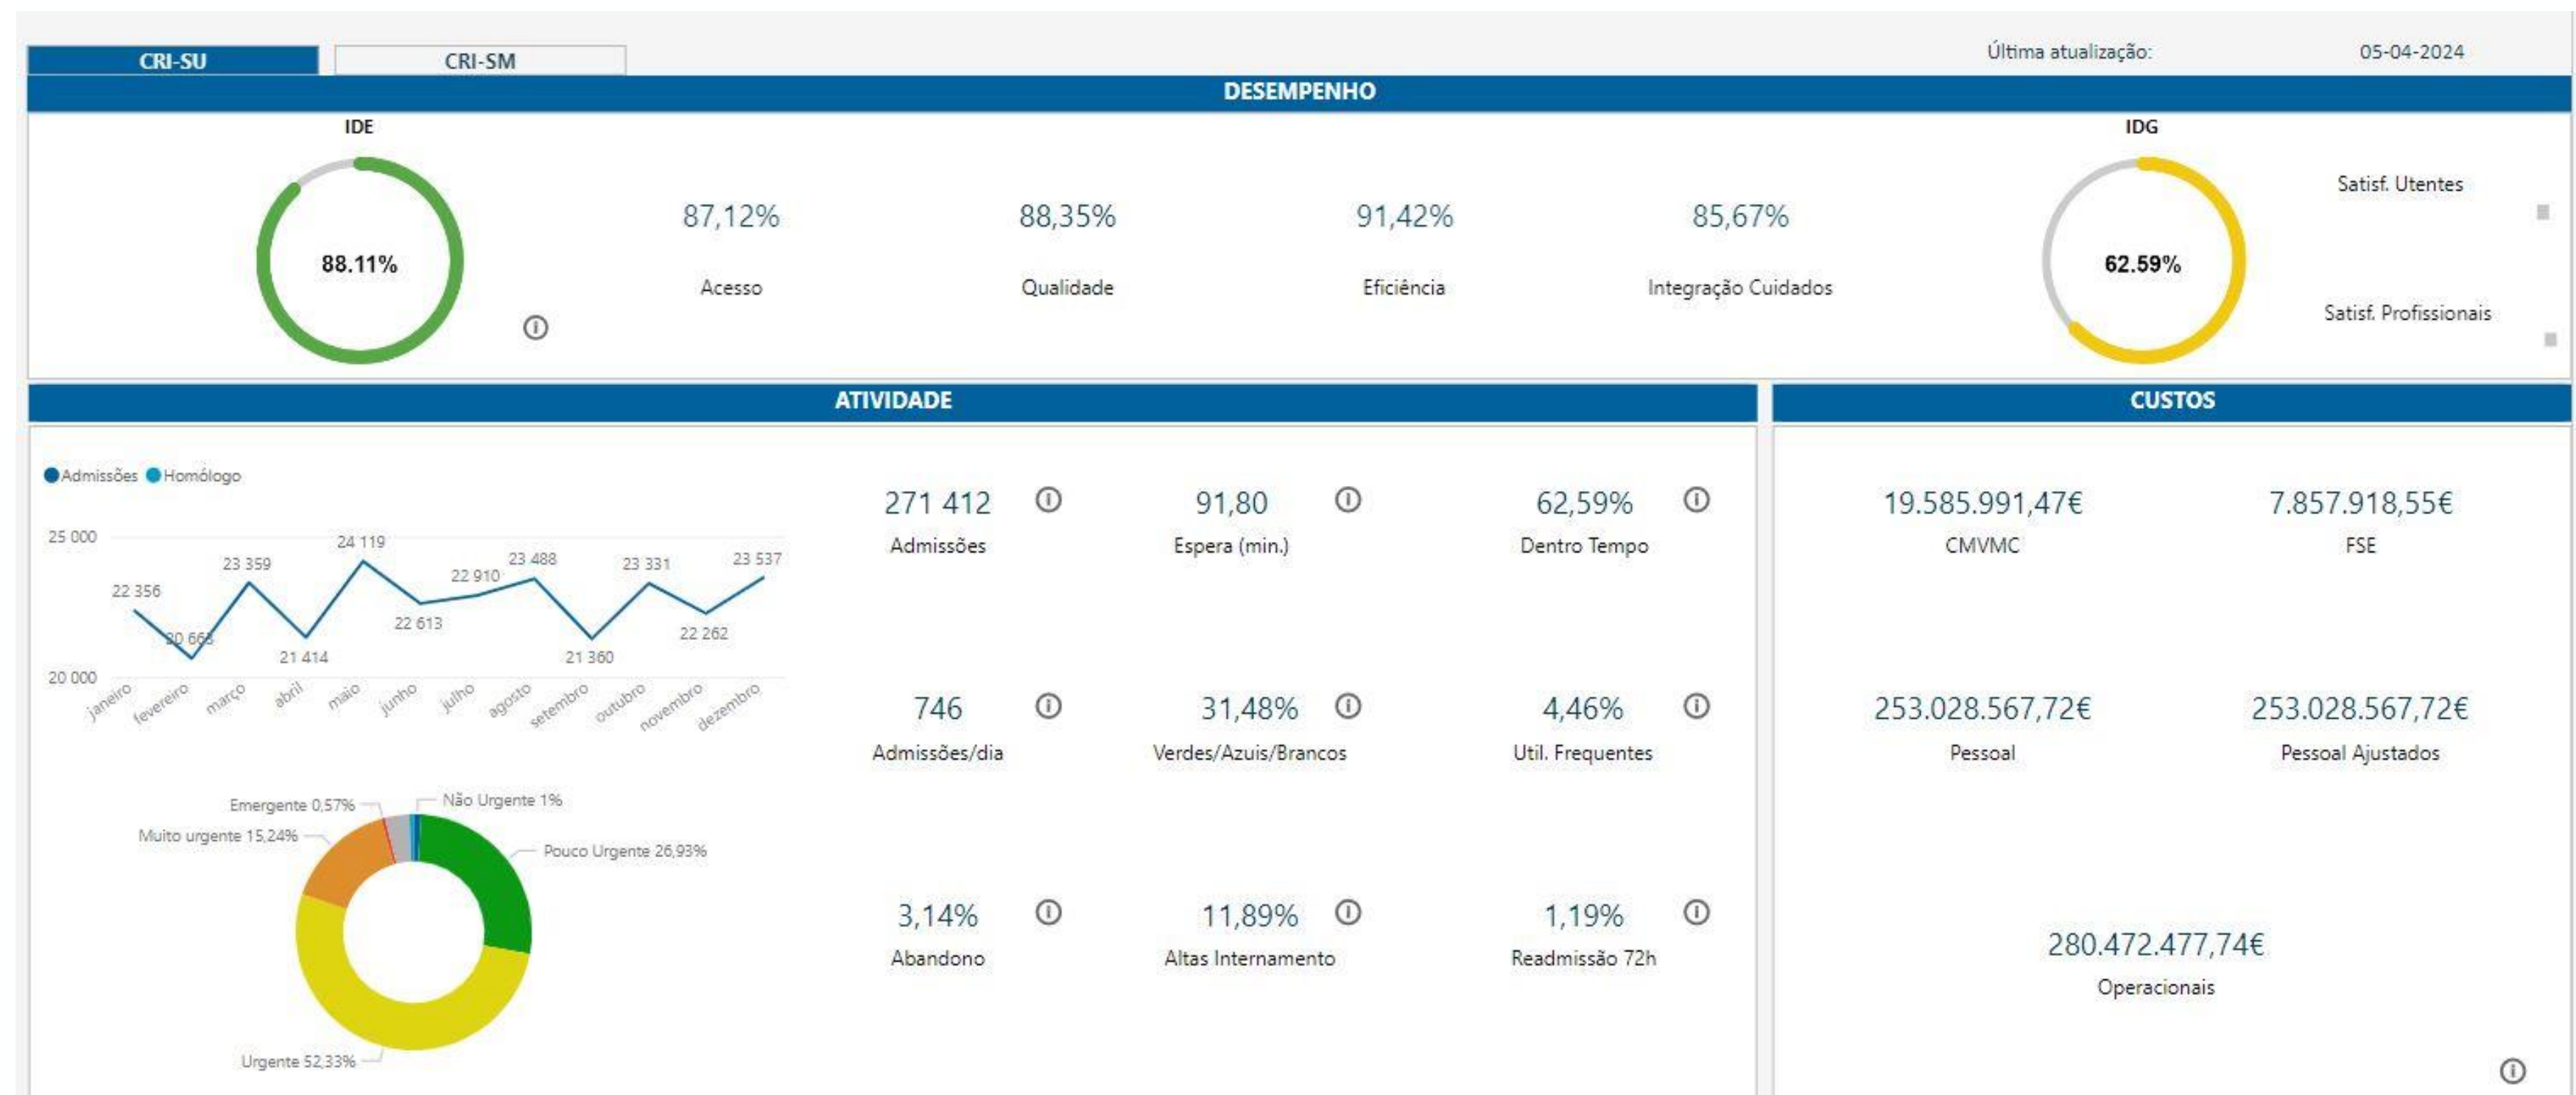 CRI-SU
CRI-SM
Última atualização: 05-04-2024
DESEMPENHO
IDE
88.11%
87,12%
Acesso
88,35%
Qualidade
91,42%
Eficiência
85,67%
Integração Cuidados
IDG
62.59%
Satisf. Utentes
Satisf. Profissionais
ATIVIDADE
Admissões Homólogo
25 000
20 000
22 356
23 359
21 414
24 119
22 613
22 910
23 488
21 360
23 331
22 262
23 537
janeiro
fevereiro
março
abril
maio
junho
julho
agosto
setembro
outubro
novembro
dezembro
Emergente 0,57%
Não Urgente 1%
Muito urgente 15,24%
Pouco Urgente 26,93%
Urgente 52,33%
271 412
Admissões
91,80
Espera (min.)
62,59%
Dentro Tempo
746
Admissões/dia
31,48%
Verdes/Azuis/Brancos
4,46%
Util. Frequentes
3,14%
Abandono
11,89%
Altas Internamento
1,19%
Readmissão 72h
CUSTOS
19.585.991,47€
CMVMC
7.857.918,55€
FSE
253.028.567,72€
Pessoal
253.028.567,72€
Pessoal Ajustados
280.472.477,74€
Operacionais